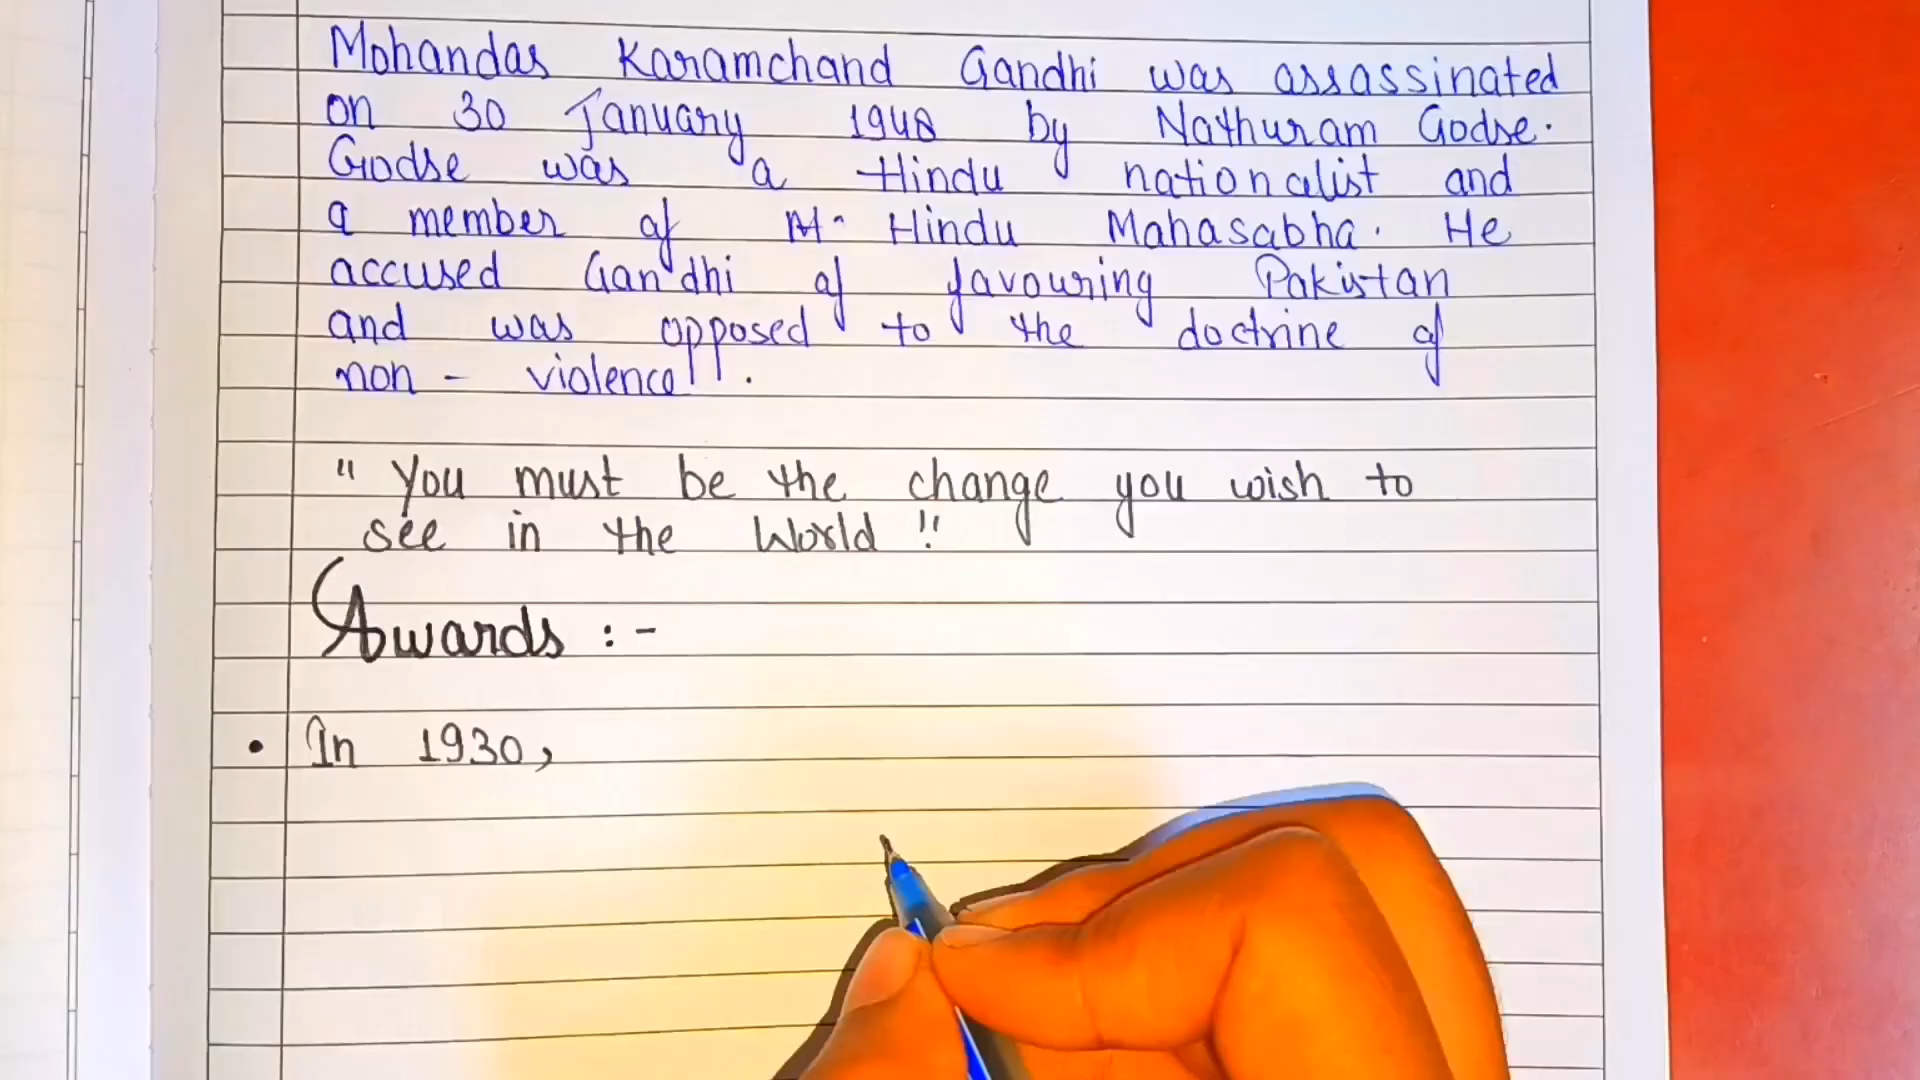 Mohandas Karamchand Gandhi was assassinated
on 30 January 1948 by Nathuram Godse.
Godse was a Hindu nationalist and
a member of Hindu Mahasabha. He
accused Gandhi of favouring Pakistan
and was opposed to the doctrine of
non - violence .
" You must be the change you wish to
see in the World !!
Awards : -
• In 1930,